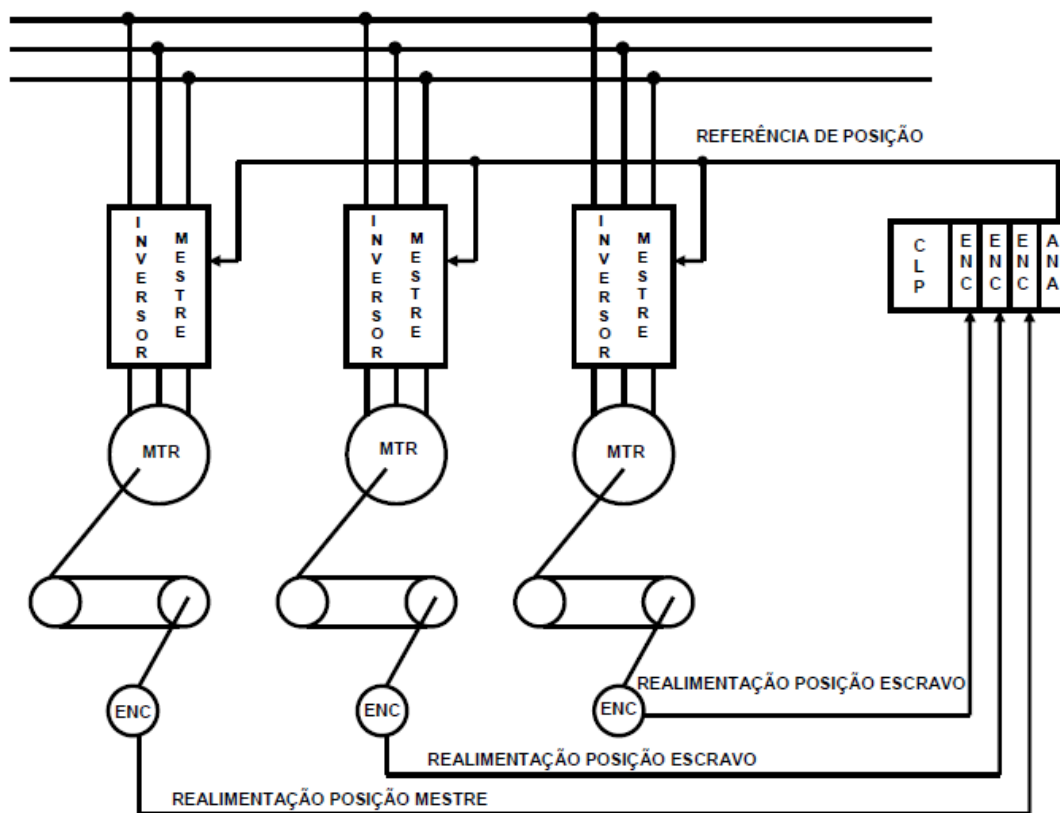 REFERÊNCIA DE POSIÇÃO
INVERSOR
MESTRE
INVERSOR
MESTRE
INVERSOR
MESTRE
CLP
ENC
ENC
ENC
ANA
MTR
MTR
MTR
ENC
ENC
ENC
REALIMENTAÇÃO POSIÇÃO ESCRAVO
REALIMENTAÇÃO POSIÇÃO ESCRAVO
REALIMENTAÇÃO POSIÇÃO MESTRE